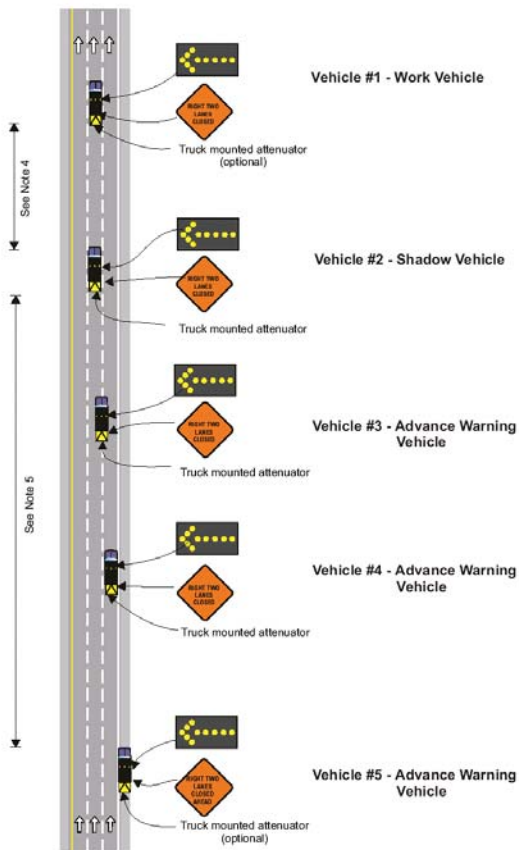 Vehicle #1 - Work Vehicle
RIGHT TWO
LANES
CLOSED
Truck mounted attenuator
(optional)
See Note 4
Vehicle #2 - Shadow Vehicle
RIGHT TWO
LANES
CLOSED
Truck mounted attenuator
Vehicle #3 - Advance Warning
Vehicle
RIGHT TWO
LANES
CLOSED
Truck mounted attenuator
See Note 5
Vehicle #4 - Advance Warning
Vehicle
RIGHT TWO
LANES
CLOSED
Truck mounted attenuator
Vehicle #5 - Advance Warning
Vehicle
RIGHT TWO
LANES
CLOSED
AHEAD
Truck mounted attenuator
(optional)